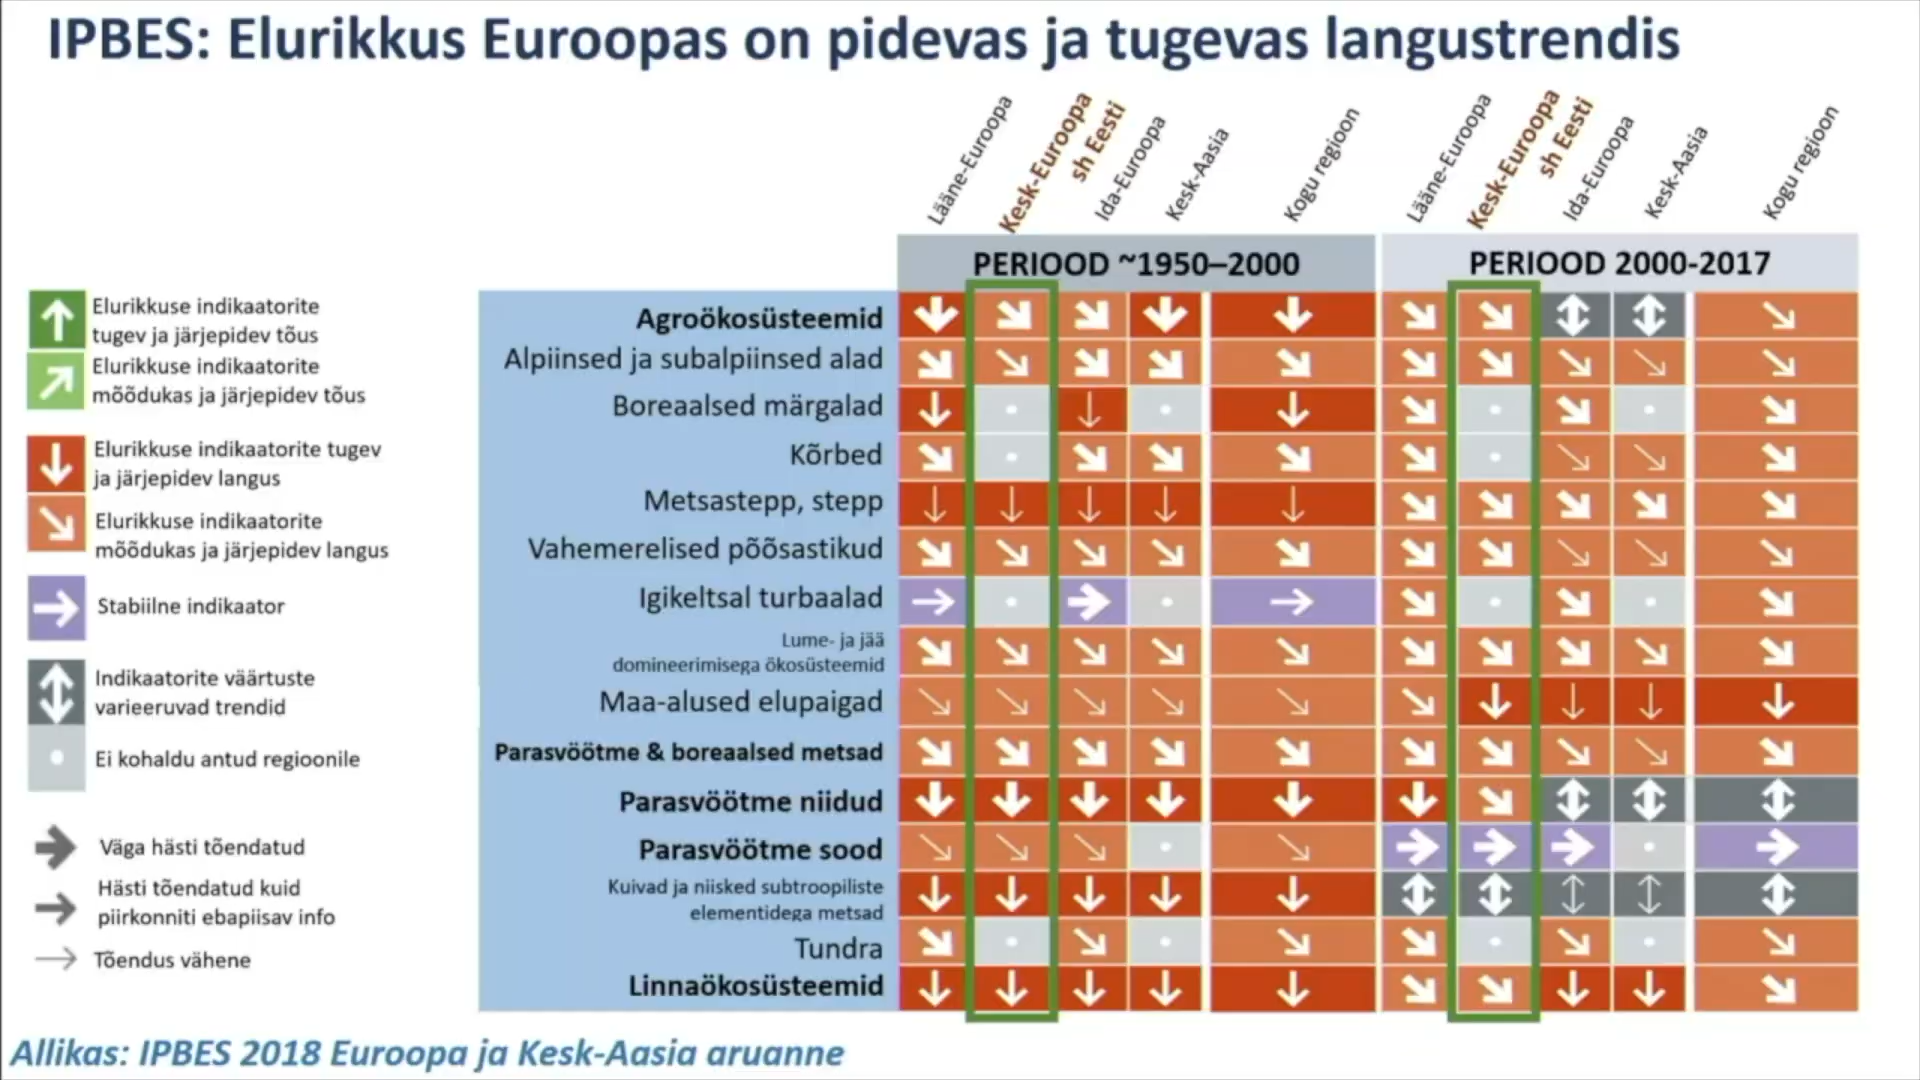 IPBES: Elurikkus Euroopas on pidevas ja tugevas langustrendis
Lääne-Euroopa
Kesk-Euroopa
sh Eesti
Ida-Euroopa
Kesk-Aasia
Kogu regioon
Lääne-Euroopa
Kesk-Euroopa
sh Eesti
Ida-Euroopa
Kesk-Aasia
Kogu regioon
PERIOOD ~1950–2000
PERIOOD 2000-2017
Elurikkuse indikaatorite
tugev ja järjepidev tõus
Elurikkuse indikaatorite
mõõdukas ja järjepidev tõus
Elurikkuse indikaatorite tugev
ja järjepidev langus
Elurikkuse indikaatorite
mõõdukas ja järjepidev langus
Stabiilne indikaator
Indikaatorite väärtuste
varieeruvad trendid
Ei kohaldu antud regioonile
Väga hästi tõendatud
Hästi tõendatud kuid
piirkonniti ebapiisav info
Tõendus vähene
Agroökosüsteemid
Alpiinsed ja subalpiinsed alad
Boreaalsed märgalad
Kõrbed
Metsastepp, stepp
Vahemerelised põõsastikud
Igikeltsal turbaalad
Lume- ja jää
domineerimisega ökosüsteemid
Maa-alused elupaigad
Parasvöötme & boreaalsed metsad
Parasvöötme niidud
Parasvöötme sood
Kuivad ja niisked subtroopiliste
elementidega metsad
Tundra
Linnaökosüsteemid
Allikas: IPBES 2018 Euroopa ja Kesk-Aasia aruanne